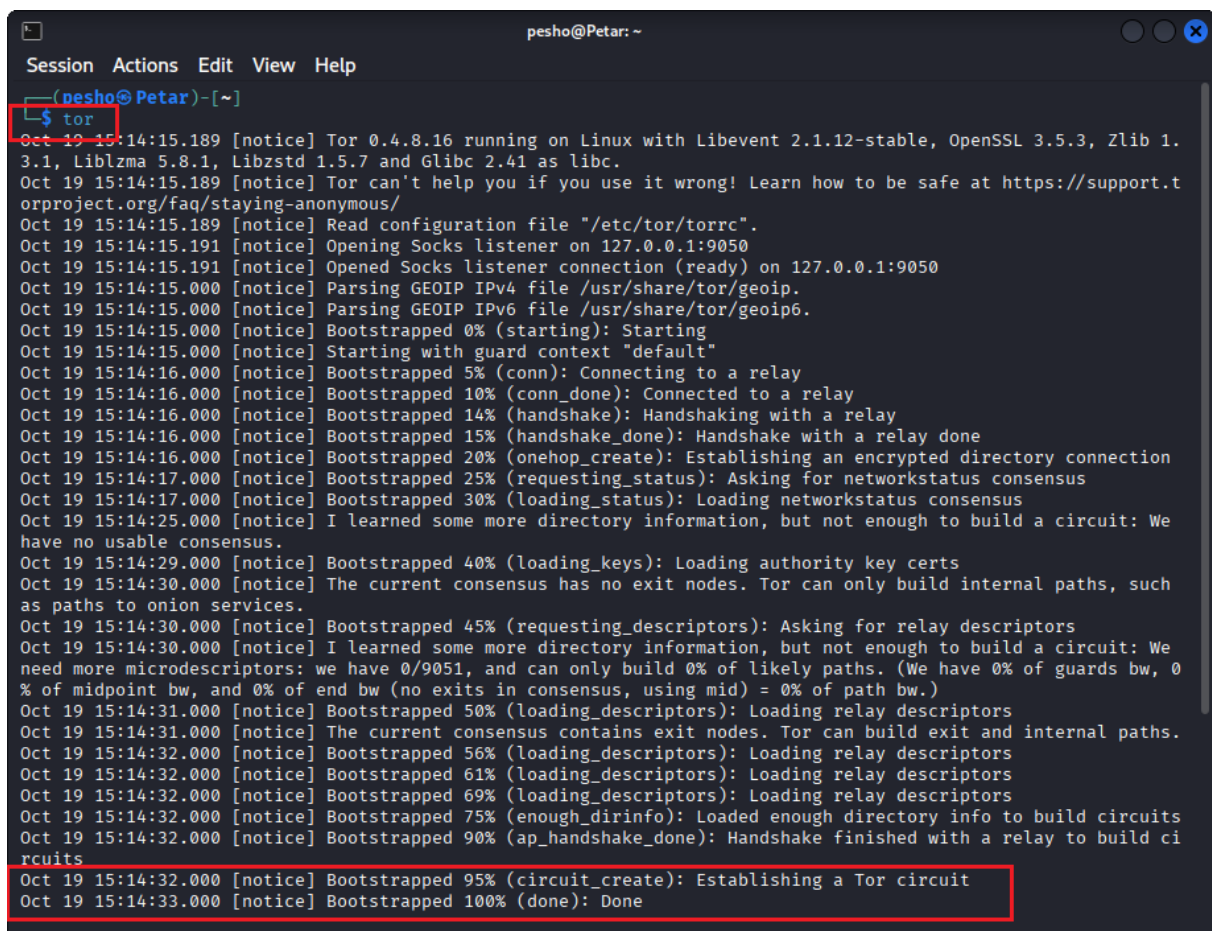 pesho@Petar: ~
Session Actions Edit View Help
┌──(pesho㉿Petar)-[~]
└─$ tor
Oct 19 15:14:15.189 [notice] Tor 0.4.8.16 running on Linux with Libevent 2.1.12-stable, OpenSSL 3.5.3, Zlib 1.
3.1, Liblzma 5.8.1, Libzstd 1.5.7 and Glibc 2.41 as libc.
Oct 19 15:14:15.189 [notice] Tor can't help you if you use it wrong! Learn how to be safe at https://support.t
orproject.org/faq/staying-anonymous/
Oct 19 15:14:15.189 [notice] Read configuration file "/etc/tor/torrc".
Oct 19 15:14:15.191 [notice] Opening Socks listener on 127.0.0.1:9050
Oct 19 15:14:15.191 [notice] Opened Socks listener connection (ready) on 127.0.0.1:9050
Oct 19 15:14:15.000 [notice] Parsing GEOIP IPv4 file /usr/share/tor/geoip.
Oct 19 15:14:15.000 [notice] Parsing GEOIP IPv6 file /usr/share/tor/geoip6.
Oct 19 15:14:15.000 [notice] Bootstrapped 0% (starting): Starting
Oct 19 15:14:15.000 [notice] Starting with guard context "default"
Oct 19 15:14:16.000 [notice] Bootstrapped 5% (conn): Connecting to a relay
Oct 19 15:14:16.000 [notice] Bootstrapped 10% (conn_done): Connected to a relay
Oct 19 15:14:16.000 [notice] Bootstrapped 14% (handshake): Handshaking with a relay
Oct 19 15:14:16.000 [notice] Bootstrapped 15% (handshake_done): Handshake with a relay done
Oct 19 15:14:16.000 [notice] Bootstrapped 20% (onehop_create): Establishing an encrypted directory connection
Oct 19 15:14:17.000 [notice] Bootstrapped 25% (requesting_status): Asking for networkstatus consensus
Oct 19 15:14:17.000 [notice] Bootstrapped 30% (loading_status): Loading networkstatus consensus
Oct 19 15:14:25.000 [notice] I learned some more directory information, but not enough to build a circuit: We
have no usable consensus.
Oct 19 15:14:29.000 [notice] Bootstrapped 40% (loading_keys): Loading authority key certs
Oct 19 15:14:30.000 [notice] The current consensus has no exit nodes. Tor can only build internal paths, such
as paths to onion services.
Oct 19 15:14:30.000 [notice] Bootstrapped 45% (requesting_descriptors): Asking for relay descriptors
Oct 19 15:14:30.000 [notice] I learned some more directory information, but not enough to build a circuit: We
need more microdescriptors: we have 0/9051, and can only build 0% of likely paths. (We have 0% of guards bw, 0
% of midpoint bw, and 0% of end bw (no exits in consensus, using mid) = 0% of path bw.)
Oct 19 15:14:31.000 [notice] Bootstrapped 50% (loading_descriptors): Loading relay descriptors
Oct 19 15:14:31.000 [notice] The current consensus contains exit nodes. Tor can build exit and internal paths.
Oct 19 15:14:32.000 [notice] Bootstrapped 56% (loading_descriptors): Loading relay descriptors
Oct 19 15:14:32.000 [notice] Bootstrapped 61% (loading_descriptors): Loading relay descriptors
Oct 19 15:14:32.000 [notice] Bootstrapped 69% (loading_descriptors): Loading relay descriptors
Oct 19 15:14:32.000 [notice] Bootstrapped 75% (enough_dirinfo): Loaded enough directory info to build circuits
Oct 19 15:14:32.000 [notice] Bootstrapped 90% (ap_handshake_done): Handshake finished with a relay to build ci
rcuits
Oct 19 15:14:32.000 [notice] Bootstrapped 95% (circuit_create): Establishing a Tor circuit
Oct 19 15:14:33.000 [notice] Bootstrapped 100% (done): Done